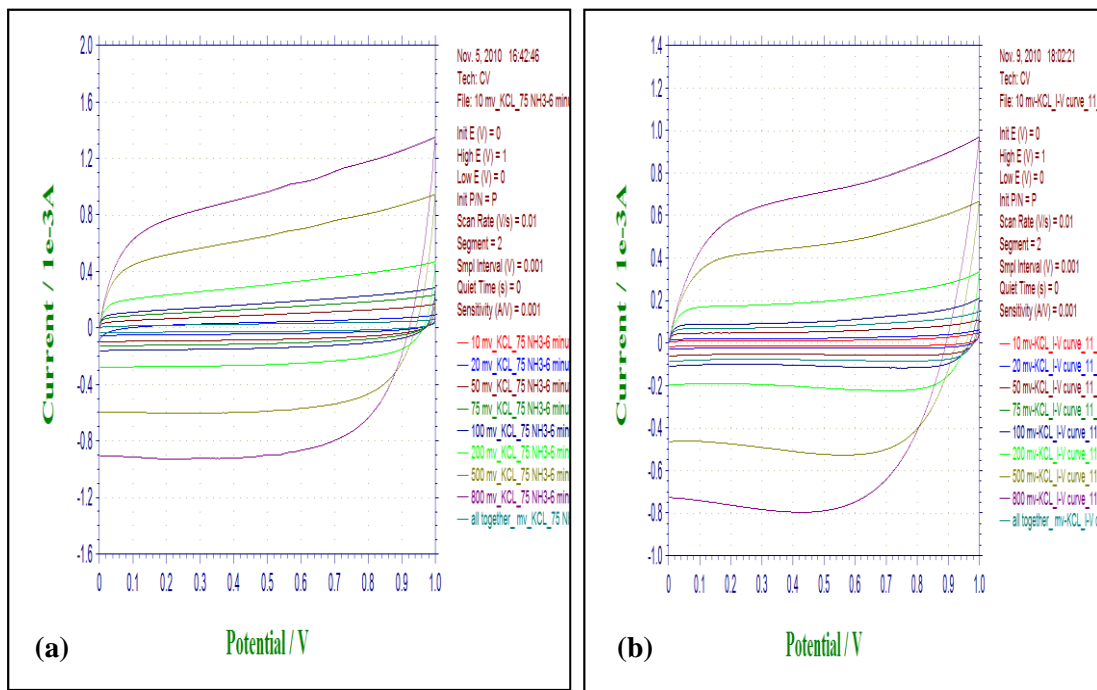 2.0
1.6
1.2
0.8
0.4
0
-0.4
-0.8
-1.2
-1.6
Current / 1e-3A
0 0.1 0.2 0.3 0.4 0.5 0.6 0.7 0.8 0.9 1.0
Potential / V
(a)
Nov. 5, 2010 16:42:46
Tech: CV
File: 10 mv_KCL_75 NH3-6 minu
Init E (V) = 0
High E (V) = 1
Low E (V) = 0
Init P/N = P
Scan Rate (V/s) = 0.01
Segment = 2
Smpl Interval (V) = 0.001
Quiet Time (s) = 0
Sensitivity (A/V) = 0.001
10 mv_KCL_75 NH3-6 minu
20 mv_KCL_75 NH3-6 minu
50 mv_KCL_75 NH3-6 minu
75 mv_KCL_75 NH3-6 minu
100 mv_KCL_75 NH3-6 min
200 mv_KCL_75 NH3-6 min
500 mv_KCL_75 NH3-6 min
800 mv_KCL_75 NH3-6 min
all together_ mv_KCL_75 N
1.4
1.2
1.0
0.8
0.6
0.4
0.2
0
-0.2
-0.4
-0.6
-0.8
-1.0
Current / 1e-3A
0 0.1 0.2 0.3 0.4 0.5 0.6 0.7 0.8 0.9 1.0
Potential / V
(b)
Nov. 9, 2010 18:02:21
Tech: CV
File: 10 mv-KCL_I-V curve_11_
Init E (V) = 0
High E (V) = 1
Low E (V) = 0
Init P/N = P
Scan Rate (V/s) = 0.01
Segment = 2
Smpl Interval (V) = 0.001
Quiet Time (s) = 0
Sensitivity (A/V) = 0.001
10 mv-KCL_I-V curve_11_
20 mv-KCL_I-V curve_11_
50 mv-KCL_I-V curve_11_
75 mv-KCL_I-V curve_11_
100 mv-KCL_I-V curve_11
200 mv-KCL_I-V curve_11
500 mv-KCL_I-V curve_11
800 mv-KCL_I-V curve_11
all together_mv-KCL_I-V